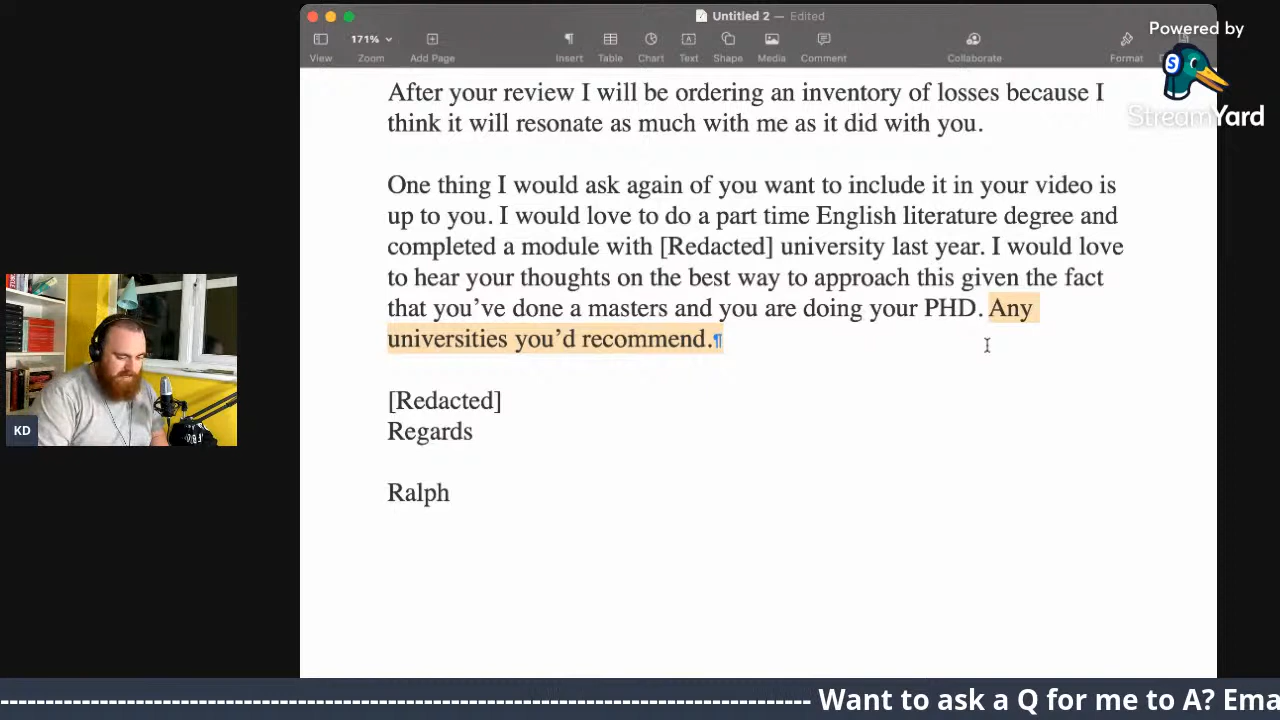 Untitled 2 — Edited
171%
View
Zoom
Add Page
Insert
Table
Chart
Text
Shape
Media
Comment
Collaborate
Format
Powered by
StreamYard
After your review I will be ordering an inventory of losses because I
think it will resonate as much with me as it did with you.
One thing I would ask again of you want to include it in your video is
up to you. I would love to do a part time English literature degree and
completed a module with [Redacted] university last year. I would love
to hear your thoughts on the best way to approach this given the fact
that you’ve done a masters and you are doing your PHD. Any
universities you’d recommend.¶
[Redacted]
Regards
Ralph
KD
Want to ask a Q for me to A? Ema